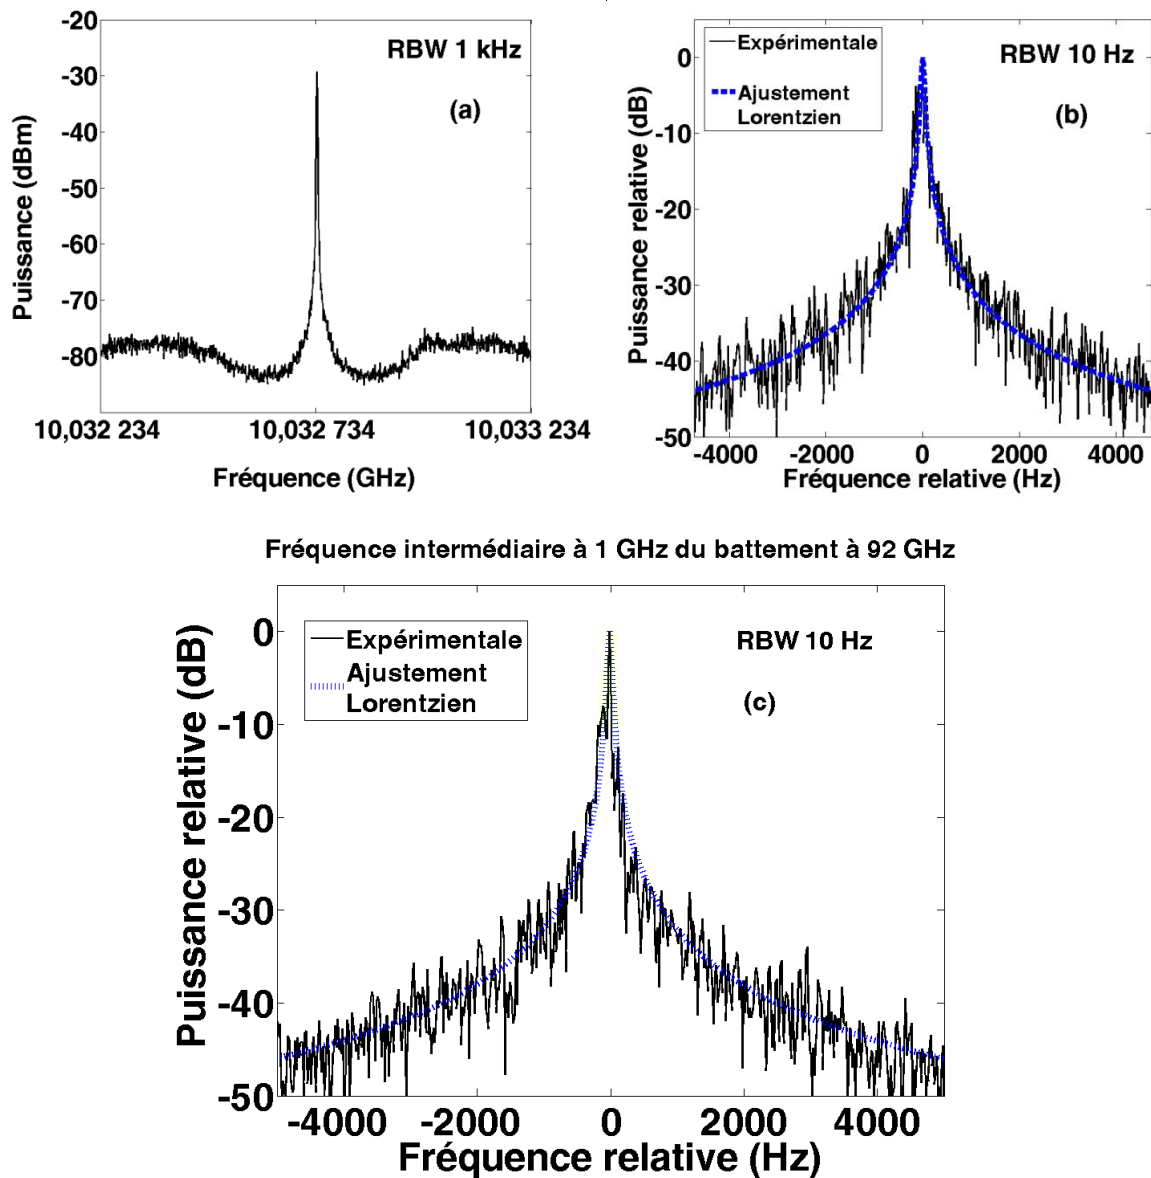 -20
-30
-40
-50
-60
-70
-80
Puissance (dBm)
RBW 1 kHz
(a)
10,032 234
10,032 734
10,033 234
Fréquence (GHz)
0
-10
-20
-30
-40
-50
Puissance relative (dB)
Expérimentale
Ajustement
Lorentzien
RBW 10 Hz
(b)
-4000
-2000
0
2000
4000
Fréquence relative (Hz)
Fréquence intermédiaire à 1 GHz du battement à 92 GHz
0
-10
-20
-30
-40
-50
Puissance relative (dB)
Expérimentale
Ajustement
Lorentzien
RBW 10 Hz
(c)
-4000
-2000
0
2000
4000
Fréquence relative (Hz)